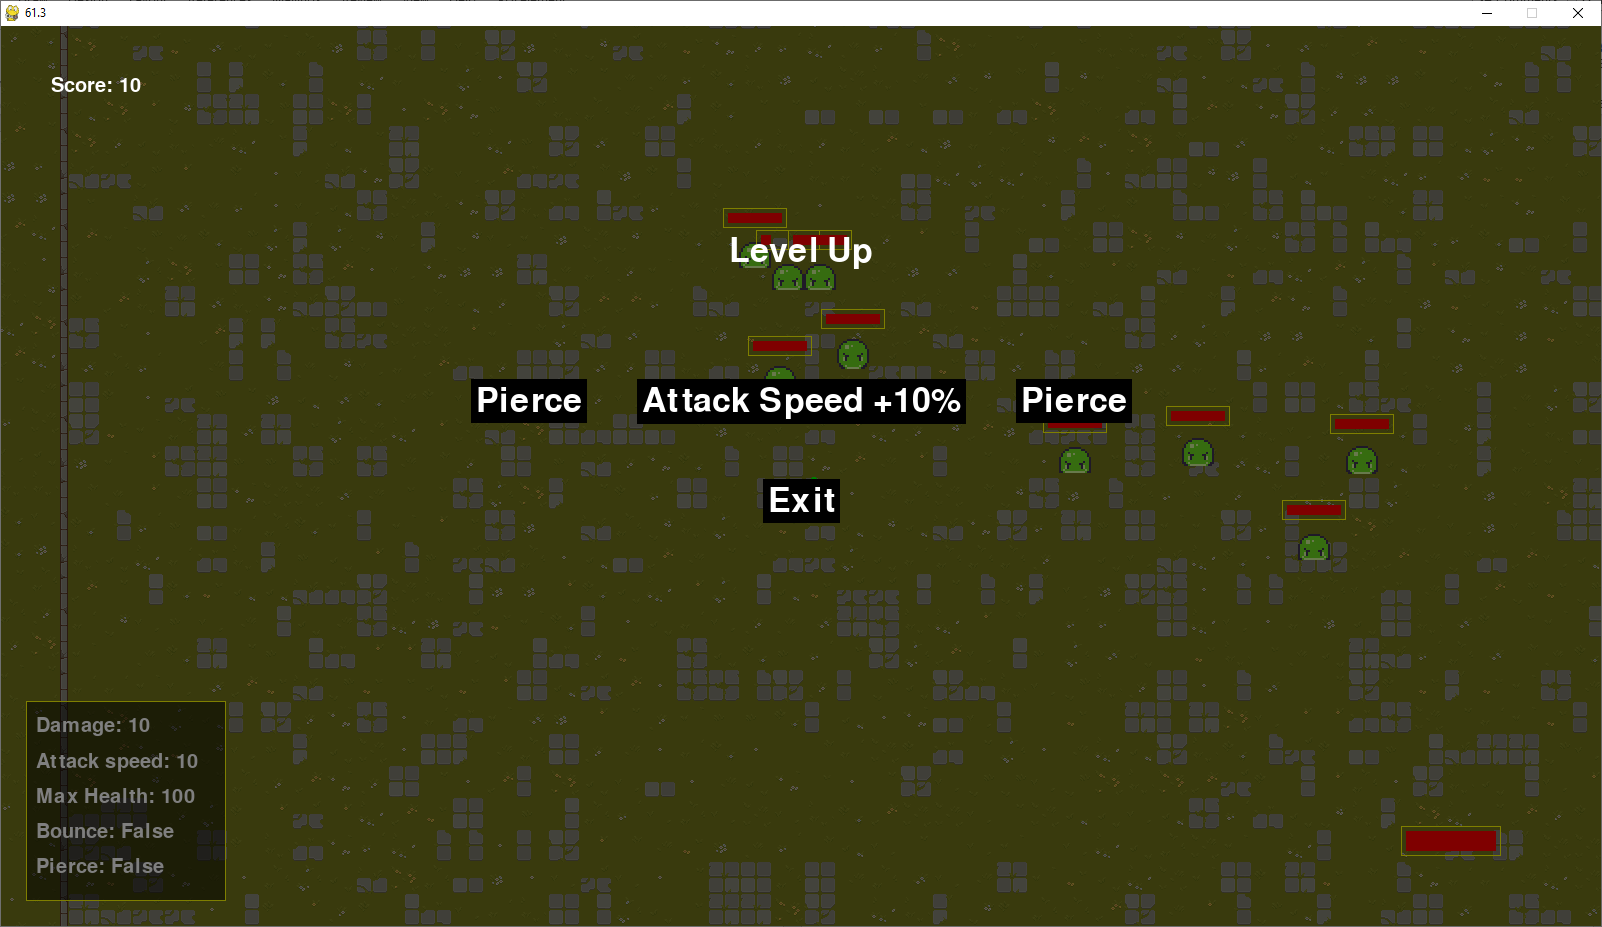 61.3
Score: 10
Level Up
Pierce
Attack Speed +10%
Pierce
Exit
Damage: 10
Attack speed: 10
Max Health: 100
Bounce: False
Pierce: False